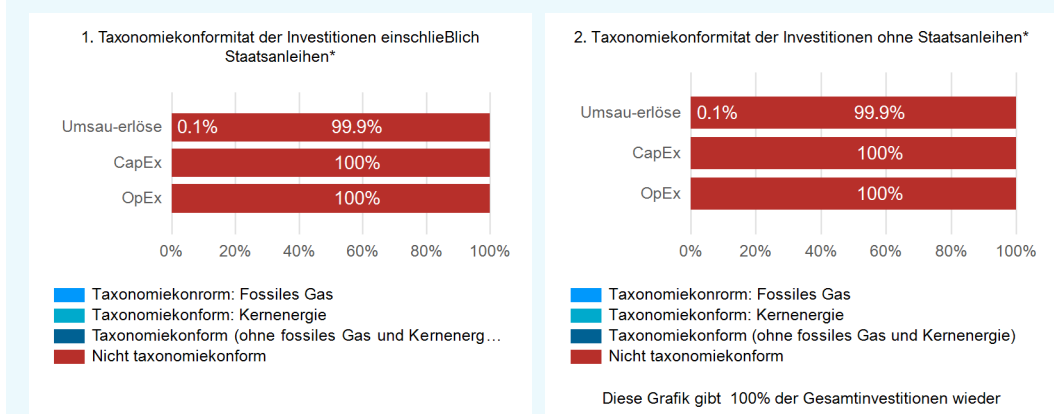 1. Taxonomiekonformitat der Investitionen einschlieBlich
Staatsanleihen*
Umsau-erlöse 0.1% 99.9%
CapEx 100%
OpEx 100%
0% 20% 40% 60% 80% 100%
Taxonomiekonrorm: Fossiles Gas
Taxonomiekonform: Kernenergie
Taxonomiekonform (ohne fossiles Gas und Kernenerg...
Nicht taxonomiekonform
2. Taxonomiekonformitat der Investitionen ohne Staatsanleihen*
Umsau-erlöse 0.1% 99.9%
CapEx 100%
OpEx 100%
0% 20% 40% 60% 80% 100%
Taxonomiekonrorm: Fossiles Gas
Taxonomiekonform: Kernenergie
Taxonomiekonform (ohne fossiles Gas und Kernenergie)
Nicht taxonomiekonform
Diese Grafik gibt 100% der Gesamtinvestitionen wieder